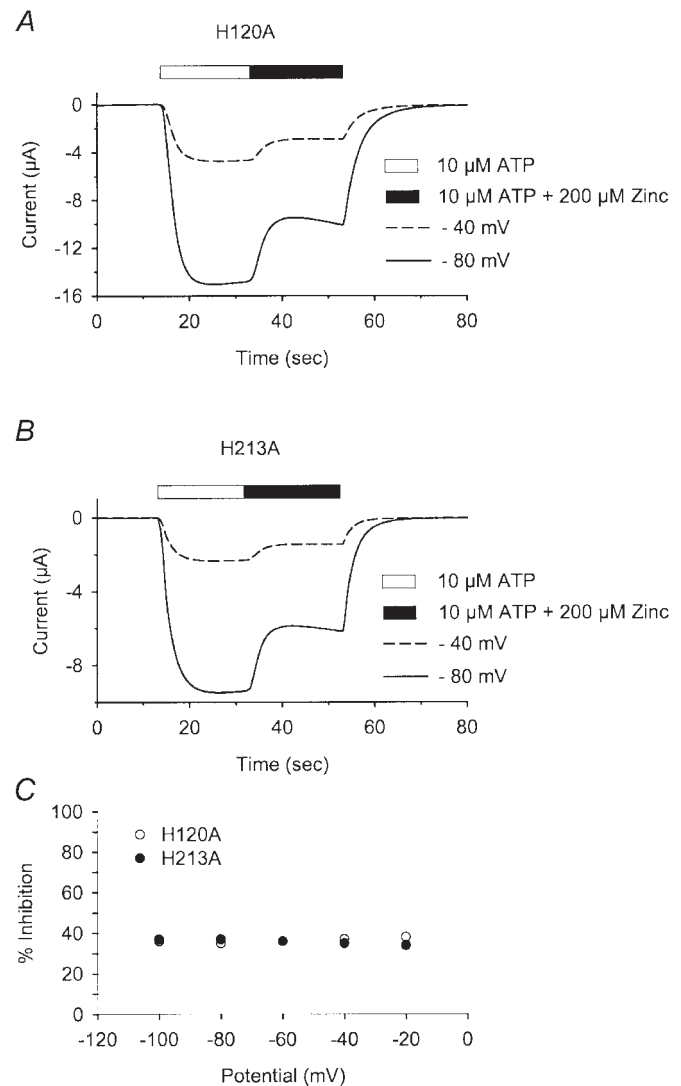 A
H120A
0
-4
-8
-12
-16
Current (µA)
10 µM ATP
10 µM ATP + 200 µM Zinc
- 40 mV
- 80 mV
0 20 40 60 80
Time (sec)
B
H213A
0
-4
-8
Current (µA)
10 µM ATP
10 µM ATP + 200 µM Zinc
- 40 mV
- 80 mV
0 20 40 60 80
Time (sec)
C
100
80
60
40
20
0
% Inhibition
H120A
H213A
-120 -100 -80 -60 -40 -20 0
Potential (mV)